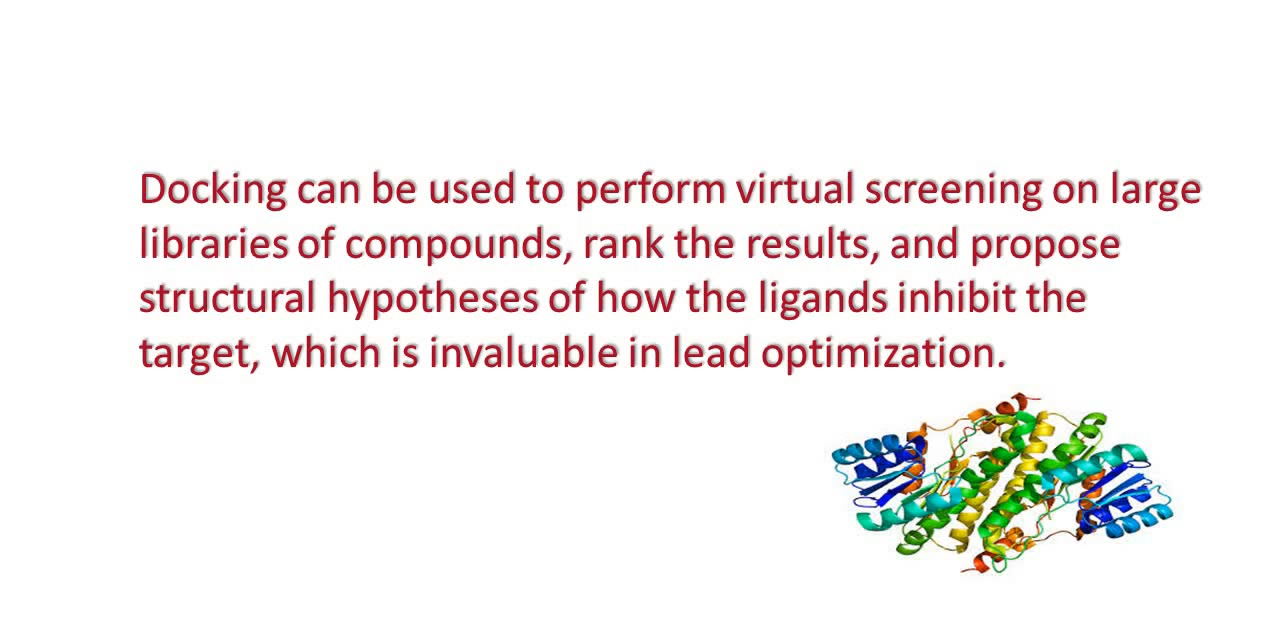 Docking can be used to perform virtual screening on large
libraries of compounds, rank the results, and propose
structural hypotheses of how the ligands inhibit the
target, which is invaluable in lead optimization.